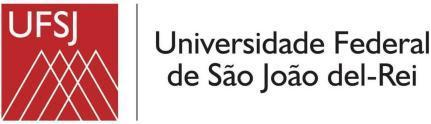 UFSJ
Universidade Federal
de São João del-Rei